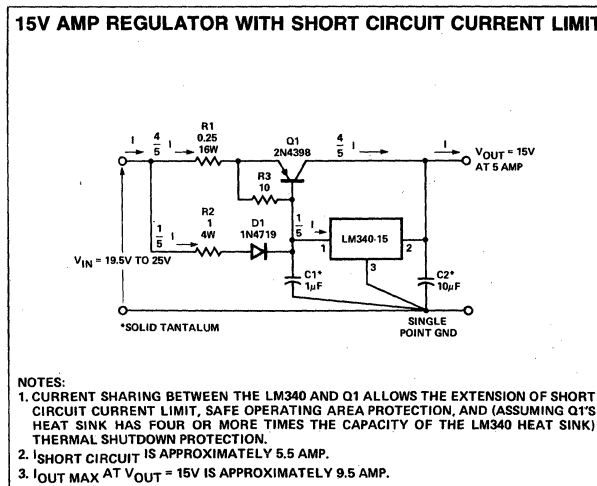 15V AMP REGULATOR WITH SHORT CIRCUIT CURRENT LIMIT
I
4/5 I
R1
0.25
16W
Q1
2N4398
4/5 I
I
VOUT = 15V
AT 5 AMP
R3
10
1/5 I
R2
1
4W
D1
1N4719
1/5 I
1
LM340-15
2
3
VIN = 19.5V TO 25V
C1*
1µF
C2*
10µF
*SOLID TANTALUM
SINGLE
POINT GND
NOTES:
1. CURRENT SHARING BETWEEN THE LM340 AND Q1 ALLOWS THE EXTENSION OF SHORT
CIRCUIT CURRENT LIMIT, SAFE OPERATING AREA PROTECTION, AND (ASSUMING Q1'S
HEAT SINK HAS FOUR OR MORE TIMES THE CAPACITY OF THE LM340 HEAT SINK)
THERMAL SHUTDOWN PROTECTION.
2. ISHORT CIRCUIT IS APPROXIMATELY 5.5 AMP.
3. IOUT MAX AT VOUT = 15V IS APPROXIMATELY 9.5 AMP.